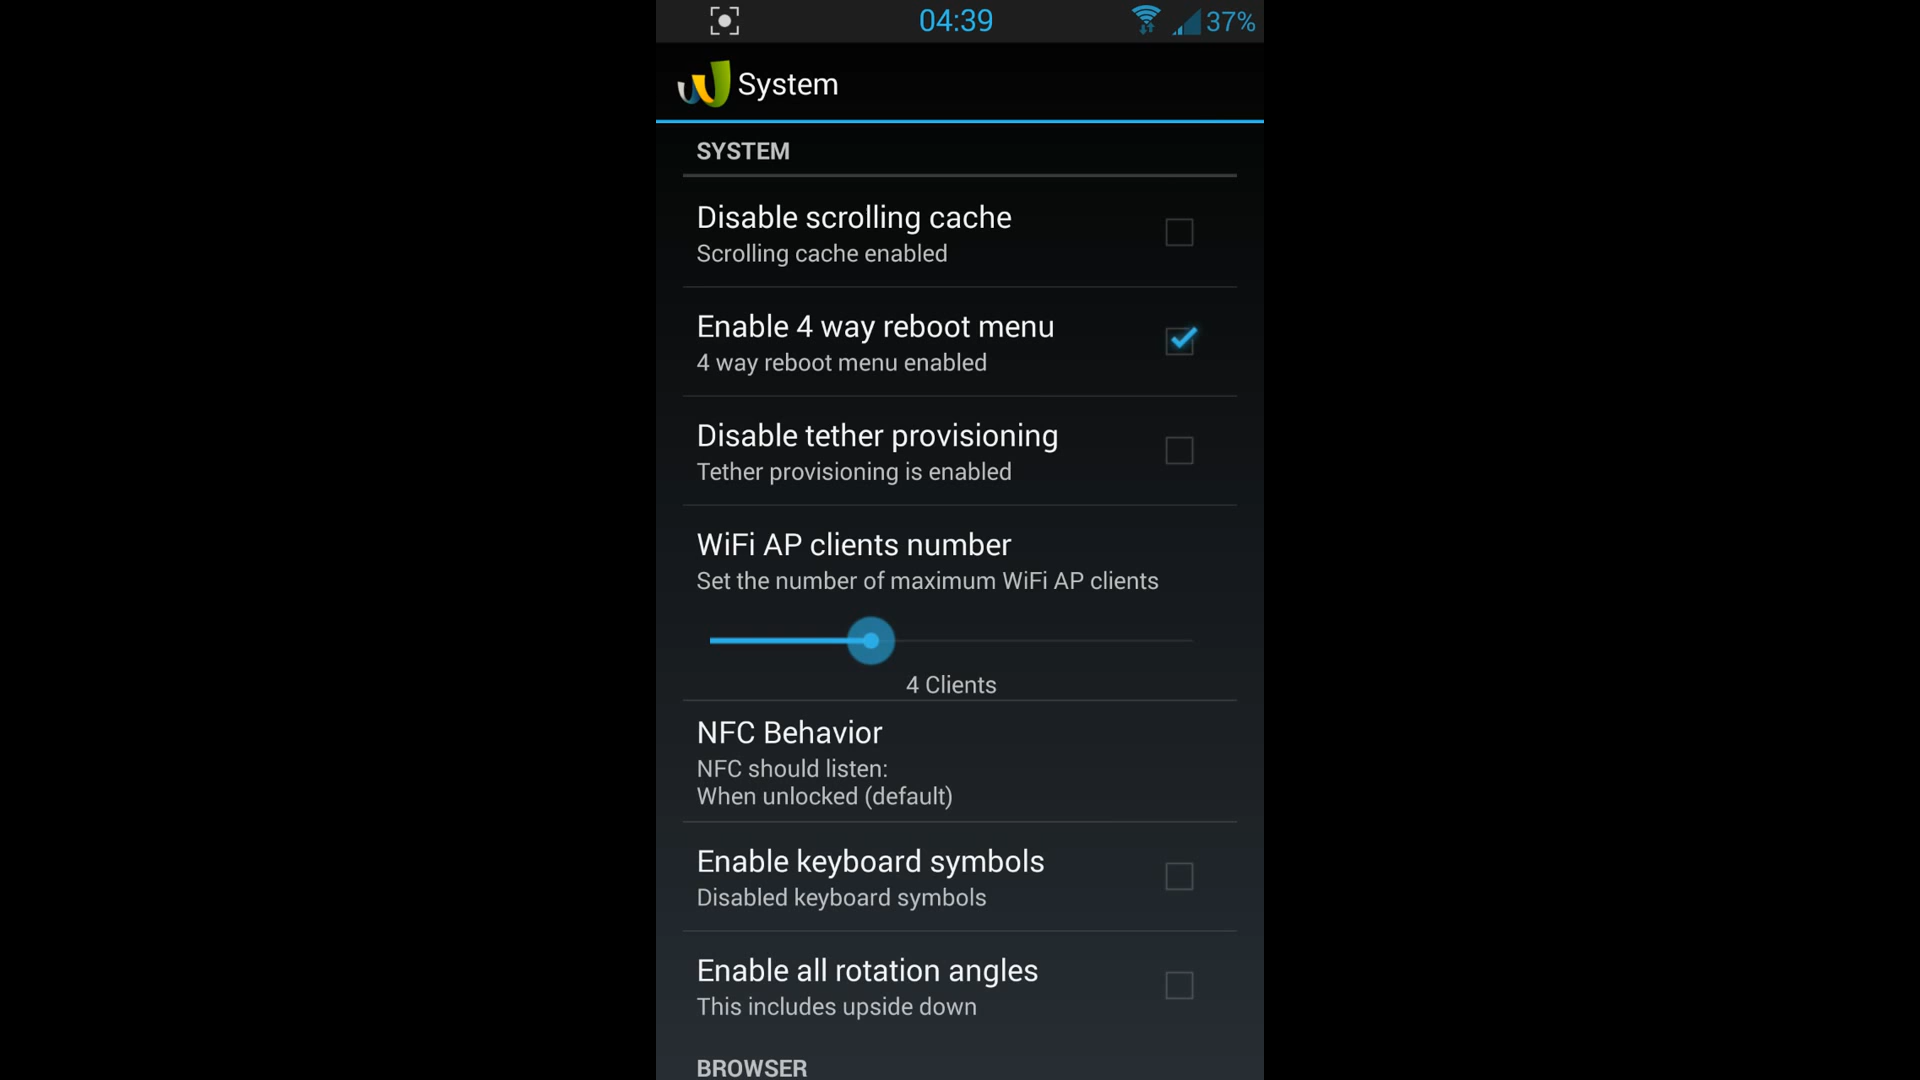 04:39
37%
System
SYSTEM
Disable scrolling cache
Scrolling cache enabled
Enable 4 way reboot menu
4 way reboot menu enabled
Disable tether provisioning
Tether provisioning is enabled
WiFi AP clients number
Set the number of maximum WiFi AP clients
4 Clients
NFC Behavior
NFC should listen:
When unlocked (default)
Enable keyboard symbols
Disabled keyboard symbols
Enable all rotation angles
This includes upside down
BROWSER